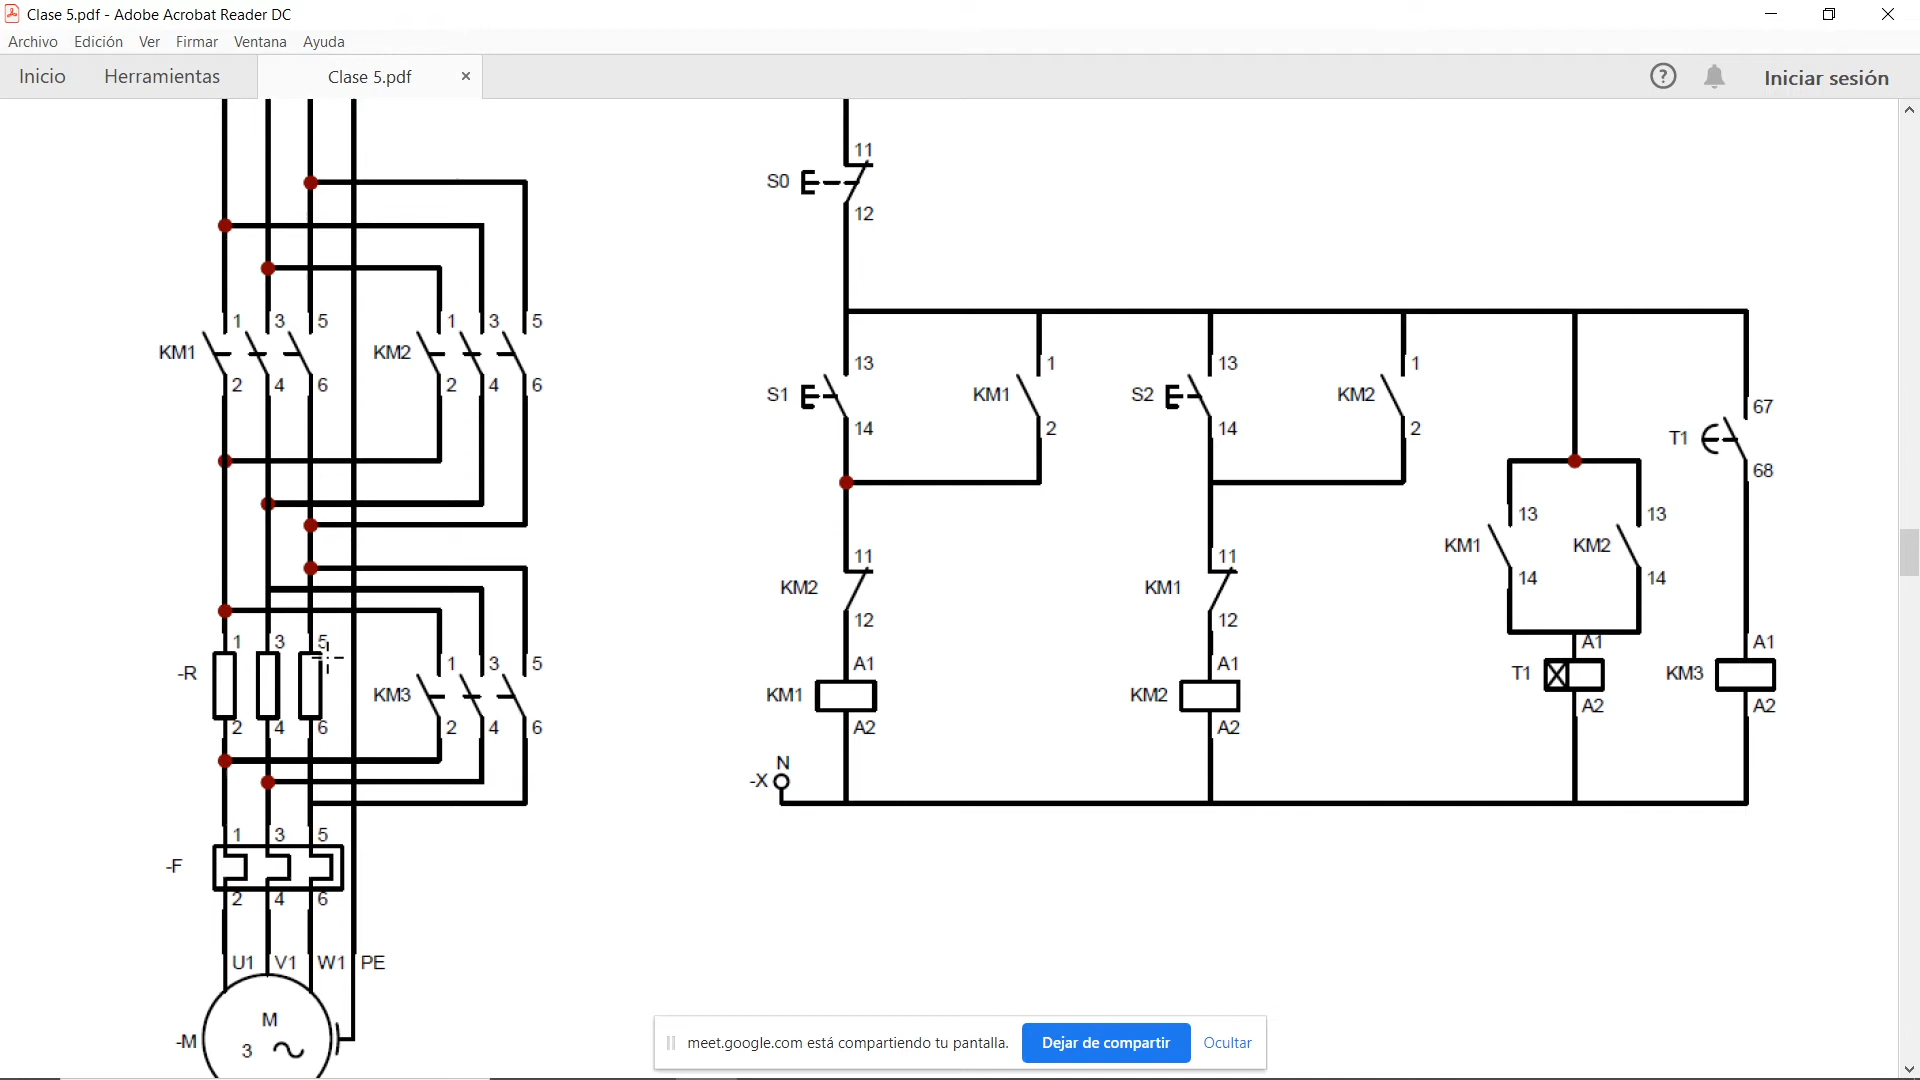 Clase 5.pdf - Adobe Acrobat Reader DC
Archivo Edición Ver Firmar Ventana Ayuda
Inicio Herramientas Clase 5.pdf × ? Iniciar sesión
11
S0
12
1 3 5 1 3 5
KM1 KM2
2 4 6 2 4 6
13 1 13 1
S1 KM1 S2 KM2
14 2 14 2
67
T1
68
13 13
KM1 KM2
14 14
11 11
KM2 KM1
12 12
1 3 5
-R
2 4 6
1 3 5
KM3
2 4 6
A1 A1 A1 A1
KM1 KM2 T1 KM3
A2 A2 A2 A2
N
-X
1 3 5
-F
2 4 6
U1 V1 W1 PE
M
-M
3
meet.google.com está compartiendo tu pantalla. Dejar de compartir Ocultar